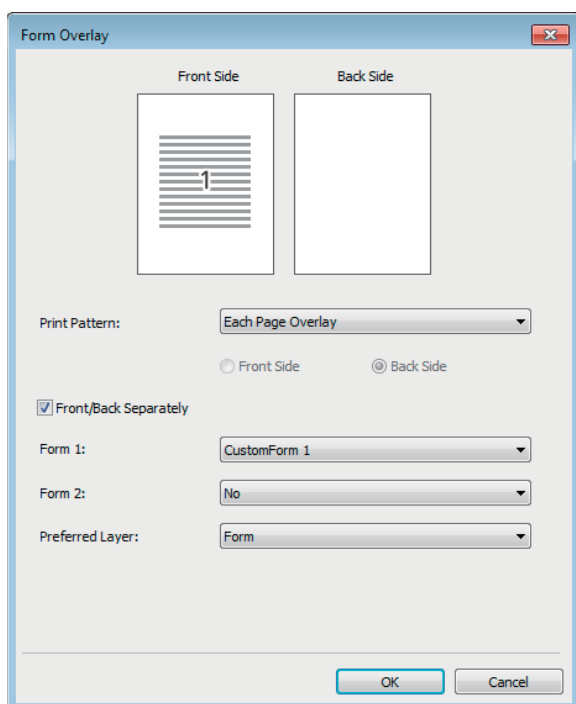 Form Overlay
Front Side Back Side
1
Print Pattern: Each Page Overlay
Front Side Back Side
Front/Back Separately
Form 1: CustomForm 1
Form 2: No
Preferred Layer: Form
OK Cancel